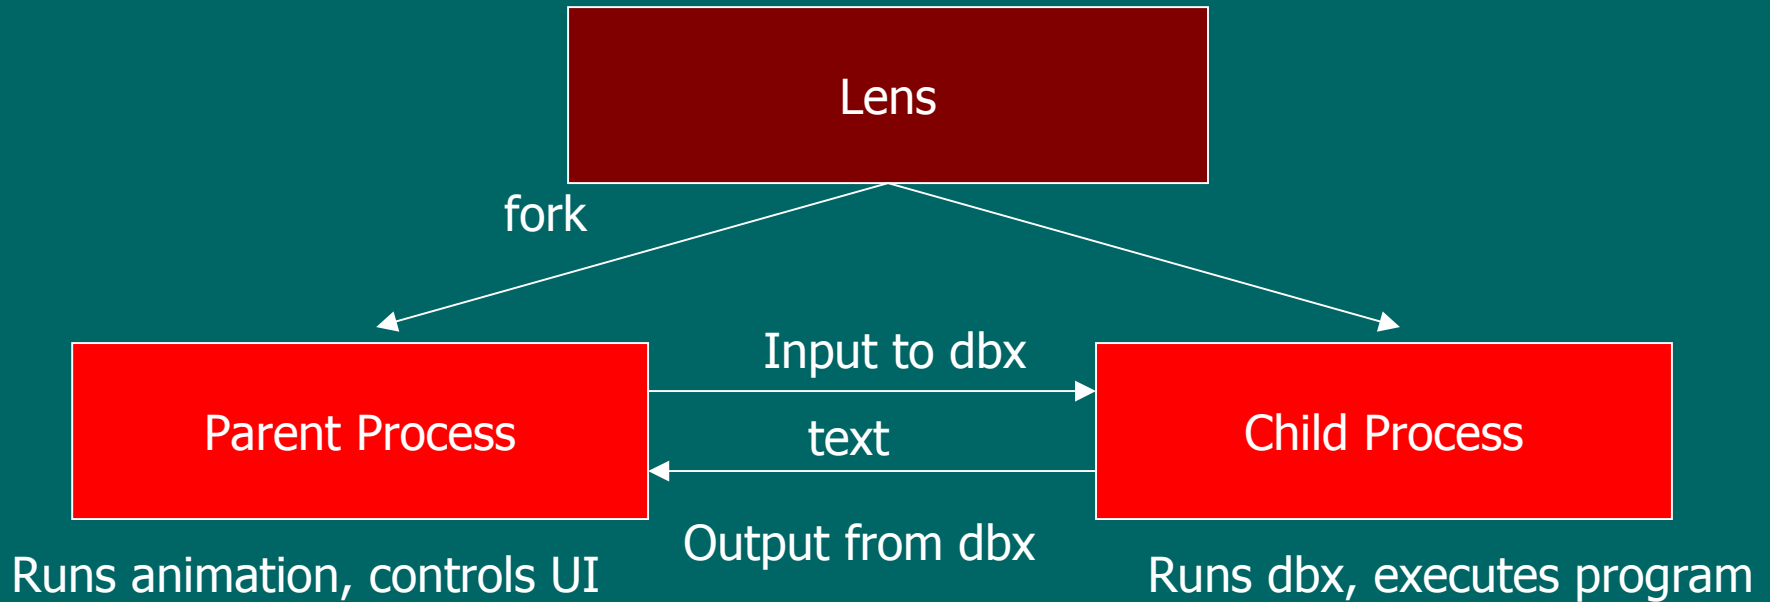 Lens
fork
Input to dbx
Parent Process
text
Child Process
Output from dbx
Runs animation, controls UI
Runs dbx, executes program